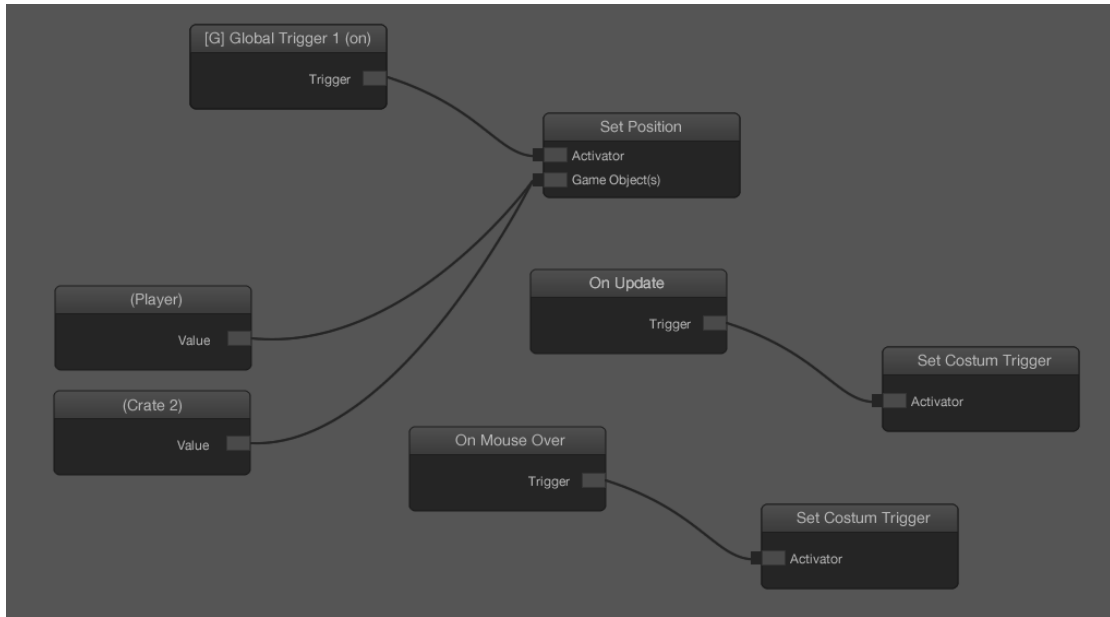 [G] Global Trigger 1 (on)
Trigger
Set Position
Activator
Game Object(s)
(Player)
Value
(Crate 2)
Value
On Update
Trigger
Set Costum Trigger
Activator
On Mouse Over
Trigger
Set Costum Trigger
Activator